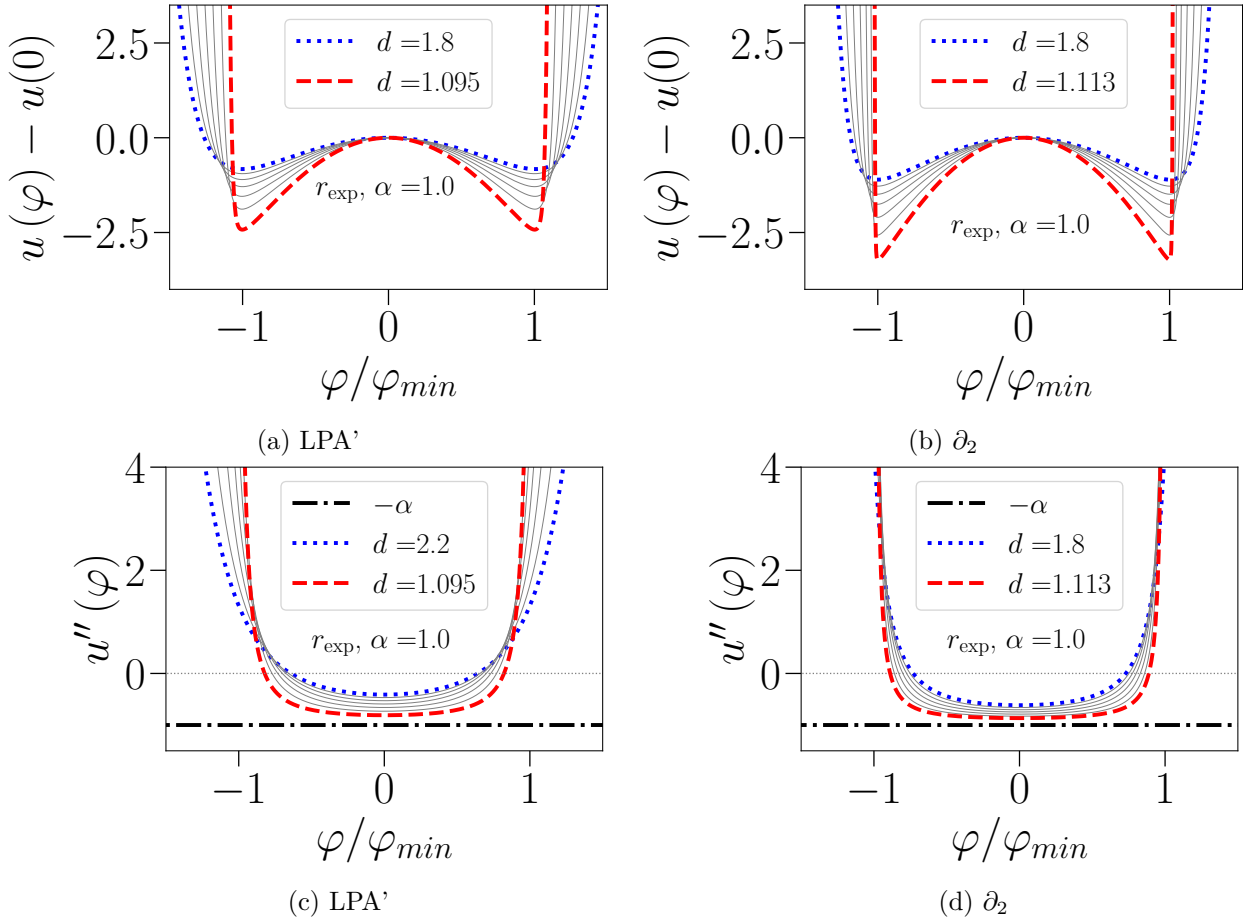 u (φ) − u(0)
2.5
0.0
−2.5
d =1.8
d =1.095
r_exp, α =1.0
−1
0
1
φ/φ_min
(a) LPA'
u (φ) − u(0)
2.5
0.0
−2.5
d =1.8
d =1.113
r_exp, α =1.0
−1
0
1
φ/φ_min
(b) ∂₂
u''(φ)
4
2
0
−α
d =2.2
d =1.095
r_exp, α =1.0
−1
0
1
φ/φ_min
(c) LPA'
u''(φ)
4
2
0
−α
d =1.8
d =1.113
r_exp, α =1.0
−1
0
1
φ/φ_min
(d) ∂₂